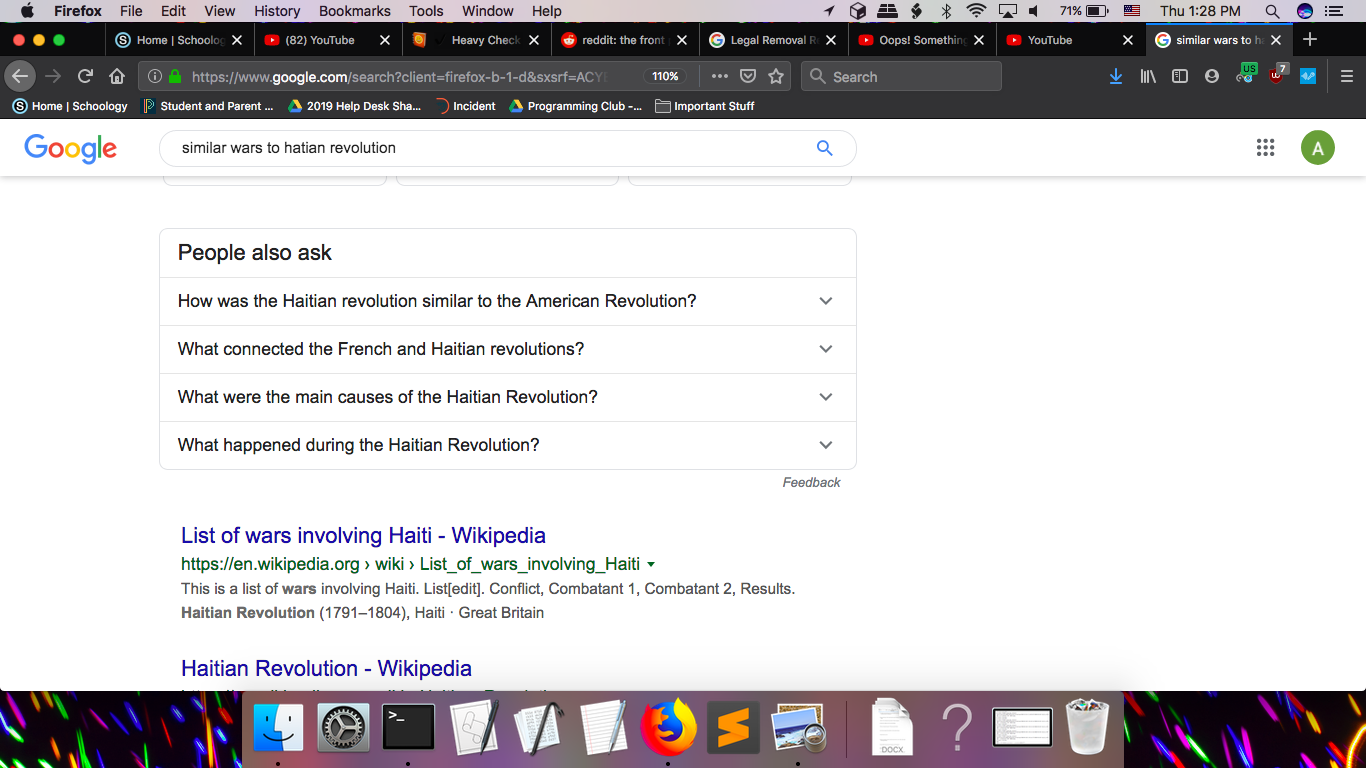 Firefox File Edit View History Bookmarks Tools Window Help 71% Thu 1:28 PM
Home | Schoolog (82) YouTube Heavy Check reddit: the front Legal Removal R Oops! Something YouTube similar wars to h
https://www.google.com/search?client=firefox-b-1-d&sxsrf=ACY 110% Search US 7
Home | Schoology Student and Parent ... 2019 Help Desk Sha... Incident Programming Club -... Important Stuff
Google similar wars to hatian revolution A
People also ask
How was the Haitian revolution similar to the American Revolution?
What connected the French and Haitian revolutions?
What were the main causes of the Haitian Revolution?
What happened during the Haitian Revolution?
Feedback
List of wars involving Haiti - Wikipedia
https://en.wikipedia.org › wiki › List_of_wars_involving_Haiti
This is a list of wars involving Haiti. List[edit]. Conflict, Combatant 1, Combatant 2, Results.
Haitian Revolution (1791–1804), Haiti · Great Britain
Haitian Revolution - Wikipedia
>_ ? DOCX